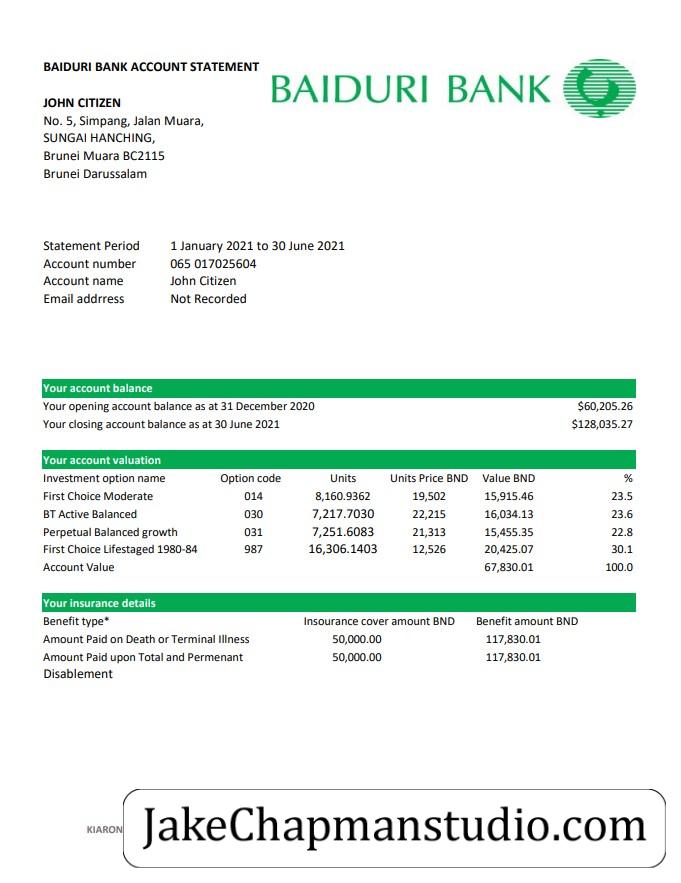 BAIDURI BANK ACCOUNT STATEMENT
BAIDURI BANK
JOHN CITIZEN
No. 5, Simpang, Jalan Muara,
SUNGAI HANCHING,
Brunei Muara BC2115
Brunei Darussalam
Statement Period 1 January 2021 to 30 June 2021
Account number 065 017025604
Account name John Citizen
Email addrress Not Recorded
Your account balance
Your opening account balance as at 31 December 2020 $60,205.26
Your closing account balance as at 30 June 2021 $128,035.27
Your account valuation
Investment option name Option code Units Units Price BND Value BND %
First Choice Moderate 014 8,160.9362 19,502 15,915.46 23.5
BT Active Balanced 030 7,217.7030 22,215 16,034.13 23.6
Perpetual Balanced growth 031 7,251.6083 21,313 15,455.35 22.8
First Choice Lifestaged 1980-84 987 16,306.1403 12,526 20,425.07 30.1
Account Value 67,830.01 100.0
Your insurance details
Benefit type* Insourance cover amount BND Benefit amount BND
Amount Paid on Death or Terminal Illness 50,000.00 117,830.01
Amount Paid upon Total and Permenant 50,000.00 117,830.01
Disablement
KIARON
JakeChapmanstudio.com